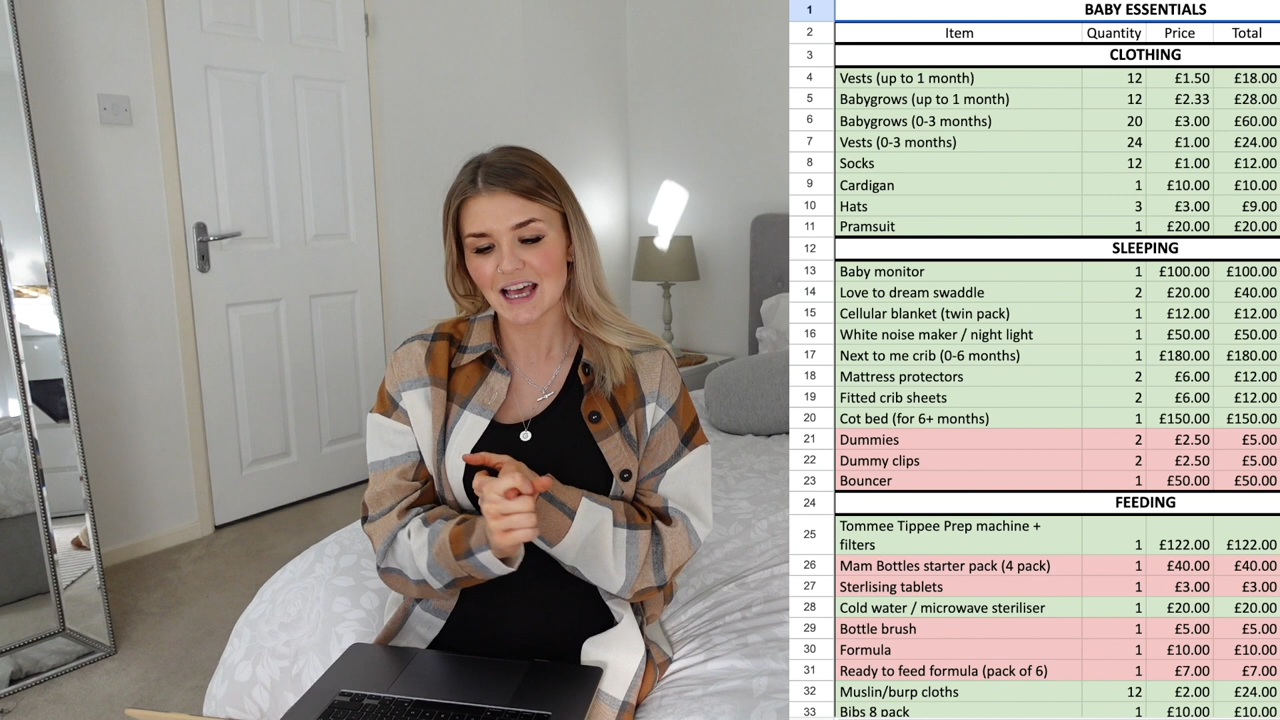 1 BABY ESSENTIALS
2 Item Quantity Price Total
3 CLOTHING
4 Vests (up to 1 month) 12 £1.50 £18.00
5 Babygrows (up to 1 month) 12 £2.33 £28.00
6 Babygrows (0-3 months) 20 £3.00 £60.00
7 Vests (0-3 months) 24 £1.00 £24.00
8 Socks 12 £1.00 £12.00
9 Cardigan 1 £10.00 £10.00
10 Hats 3 £3.00 £9.00
11 Pramsuit 1 £20.00 £20.00
12 SLEEPING
13 Baby monitor 1 £100.00 £100.00
14 Love to dream swaddle 2 £20.00 £40.00
15 Cellular blanket (twin pack) 1 £12.00 £12.00
16 White noise maker / night light 1 £50.00 £50.00
17 Next to me crib (0-6 months) 1 £180.00 £180.00
18 Mattress protectors 2 £6.00 £12.00
19 Fitted crib sheets 2 £6.00 £12.00
20 Cot bed (for 6+ months) 1 £150.00 £150.00
21 Dummies 2 £2.50 £5.00
22 Dummy clips 2 £2.50 £5.00
23 Bouncer 1 £50.00 £50.00
24 FEEDING
Tommee Tippee Prep machine +
25 filters 1 £122.00 £122.00
26 Mam Bottles starter pack (4 pack) 1 £40.00 £40.00
27 Sterlising tablets 1 £3.00 £3.00
28 Cold water / microwave steriliser 1 £20.00 £20.00
29 Bottle brush 1 £5.00 £5.00
30 Formula 1 £10.00 £10.00
31 Ready to feed formula (pack of 6) 1 £7.00 £7.00
32 Muslin/burp cloths 12 £2.00 £24.00
33 Bibs 8 pack 1 £10.00 £10.00